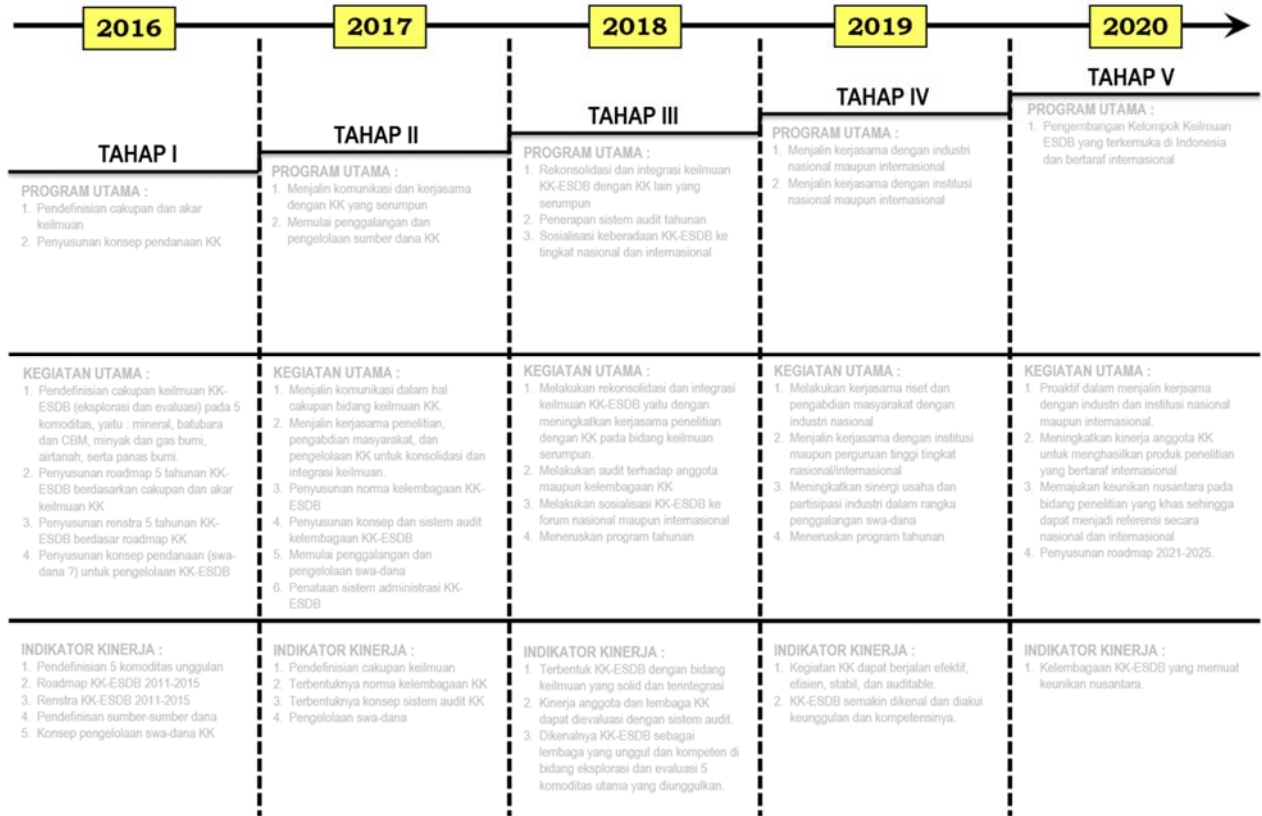 2016
2017
2018
2019
2020
TAHAP I
PROGRAM UTAMA :
1. Pendefinisian cakupan dan akar
keilmuan
2. Penyusunan konsep pendanaan KK
TAHAP II
PROGRAM UTAMA :
1. Menjalin komunikasi dan kerjasama
dengan KK yang serumpun
2. Memulai penggalangan dan
pengelolaan sumber dana KK
TAHAP III
PROGRAM UTAMA :
1. Rekonsolidasi dan integrasi keilmuan
KK-ESDB dengan KK lain yang
serumpun
2. Penerapan sistem audit tahunan
3. Sosialisasi keberadaan KK-ESDB ke
tingkat nasional dan internasional
TAHAP IV
PROGRAM UTAMA :
1. Menjalin kerjasama dengan industri
nasional maupun internasional
2. Menjalin kerjasama dengan institusi
nasional maupun internasional
TAHAP V
PROGRAM UTAMA :
1. Pengembangan Kelompok Keilmuan
ESDB yang terkemuka di Indonesia
dan bertaraf internasional
KEGIATAN UTAMA :
1. Pendefinisian cakupan keilmuan KK-
ESDB (eksplorasi dan evaluasi) pada 5
komoditas, yaitu : mineral, batubara
dan CBM, minyak dan gas bumi,
airtanah, serta panas bumi.
2. Penyusunan roadmap 5 tahunan KK-
ESDB berdasarkan cakupan dan akar
keilmuan KK
3. Penyusunan renstra 5 tahunan KK-
ESDB berdasar roadmap KK
4. Penyusunan konsep pendanaan (swa-
dana ?) untuk pengelolaan KK-ESDB
KEGIATAN UTAMA :
1. Menjalin komunikasi dalam hal
cakupan bidang keilmuan KK.
2. Menjalin kerjasama penelitian,
pengabdian masyarakat, dan
pengelolaan KK untuk konsolidasi dan
integrasi keilmuan.
3. Penyusunan norma kelembagaan KK-
ESDB
4. Penyusunan konsep dan sistem audit
kelembagaan KK-ESDB
5. Memulai penggalangan dan
pengelolaan swa-dana
6. Penataan sistem administrasi KK-
ESDB
KEGIATAN UTAMA :
1. Melakukan rekonsolidasi dan integrasi
keilmuan KK-ESDB yaitu dengan
meningkatkan kerjasama penelitian
dengan KK pada bidang keilmuan
serumpun.
2. Melakukan audit terhadap anggota
maupun kelembagaan KK
3. Melakukan sosialisasi KK-ESDB ke
forum nasional maupun internasional
4. Meneruskan program tahunan
KEGIATAN UTAMA :
1. Melakukan kerjasama riset dan
pengabdian masyarakat dengan
industri nasional
2. Menjalin kerjasama dengan institusi
maupun perguruan tinggi tingkat
nasional/internasional
3. Meningkatkan sinergi usaha dan
partisipasi industri dalam rangka
penggalangan swa-dana
4. Meneruskan program tahunan
KEGIATAN UTAMA :
1. Proaktif dalam menjalin kerjsama
dengan industri dan institusi nasional
maupun internasional.
2. Meningkatkan kinerja anggota KK
untuk menghasilkan produk penelitian
yang bertaraf internasional
3. Memajukan keunikan nusantara pada
bidang penelitian yang khas sehingga
dapat menjadi referensi secara
nasional dan internasional
4. Penyusunan roadmap 2021-2025.
INDIKATOR KINERJA :
1. Pendefinisian 5 komoditas unggulan
2. Roadmap KK-ESDB 2011-2015
3. Renstra KK-ESDB 2011-2015
4. Pendefinisan sumber-sumber dana
5. Konsep pengelolaan swa-dana KK
INDIKATOR KINERJA :
1. Pendefinisian cakupan keilmuan
2. Terbentuknya norma kelembagaan KK
3. Terbentuknya konsep sistem audit KK
4. Pengelolaan swa-dana
INDIKATOR KINERJA :
1. Terbentuk KK-ESDB dengan bidang
keilmuan yang solid dan terintegrasi
2. Kinerja anggota dan lembaga KK
dapat dievaluasi dengan sistem audit.
3. Dikenalnya KK-ESDB sebagai
lembaga yang unggul dan kompeten di
bidang eksplorasi dan evaluasi 5
komoditas utama yang diunggulkan.
INDIKATOR KINERJA :
1. Kegiatan KK dapat berjalan efektif,
efisien, stabil, dan auditable.
2. KK-ESDB semakin dikenal dan diakui
keunggulan dan kompetensinya.
INDIKATOR KINERJA :
1. Kelembagaan KK-ESDB yang memuat
keunikan nusantara.